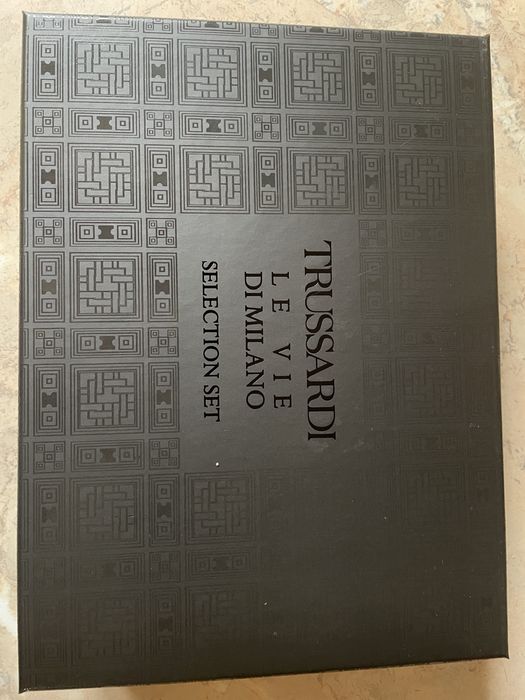 TRUSSARDI
LE VIE
DI MILANO
SELECTION SET